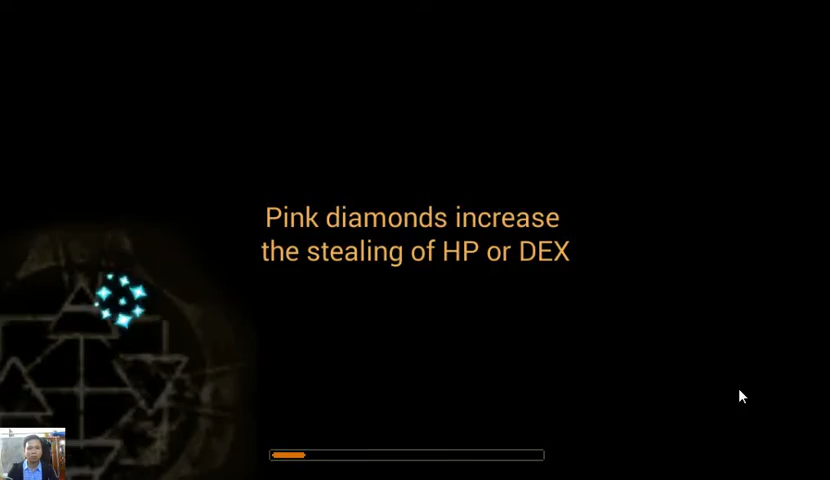 Pink diamonds increase
the stealing of HP or DEX